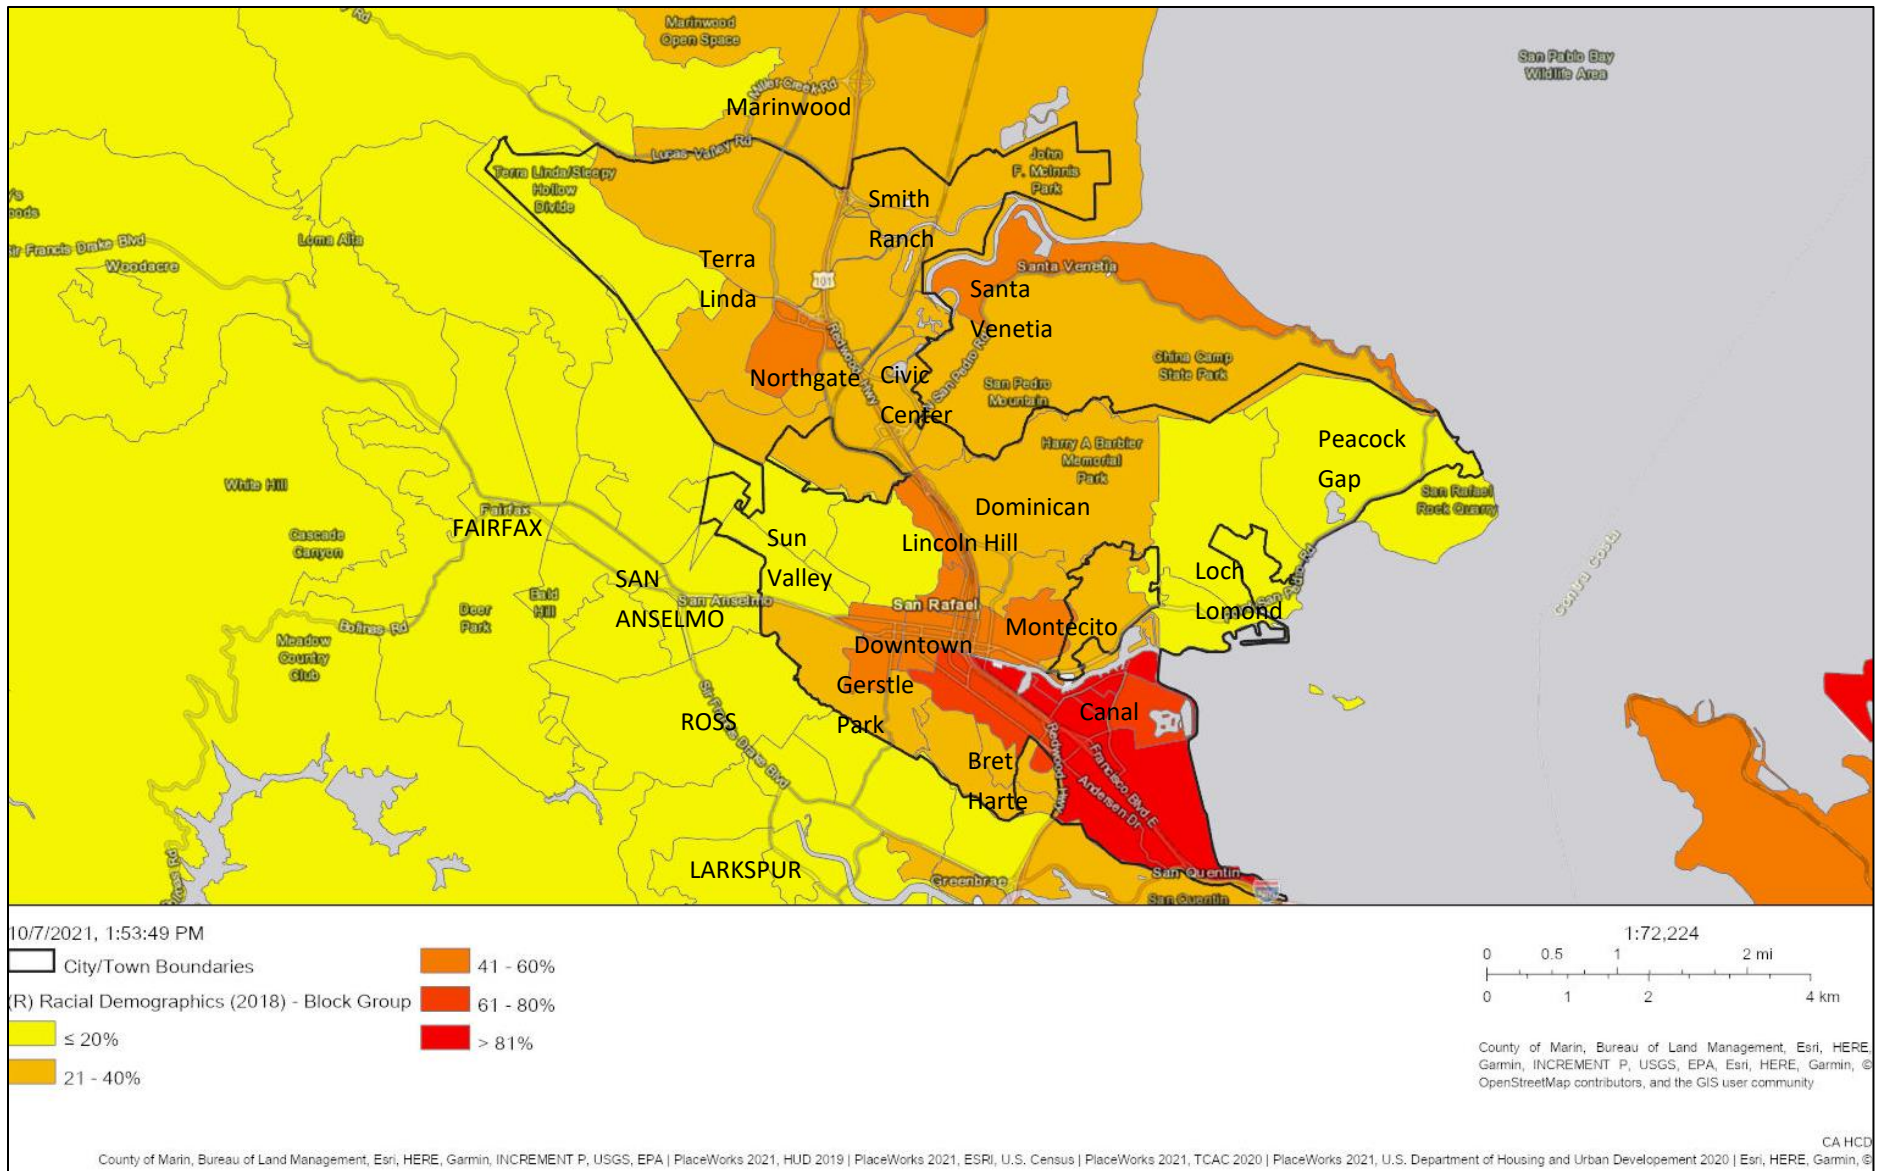 Rd
Marinwood
Open Space
San Pablo Bay
Wildlife Area
Miller Creek Rd
Marinwood
Lucas Valley Rd
John
F. McInnis
Park
Terra Linda/Sleepy
Hollow
Divide
Smith
Ranch
Loma Alta
Sir Francis Drake Blvd
Woodacre
Terra
Linda
101
Santa Venetia
Santa
Venetia
Redwood Hwy
San Pedro Rd
China Camp
State Park
Northgate
Civic
Center
San Pedro
Mountain
Peacock
Gap
Harry A Barbier
Memorial
Park
White Hill
San Rafael
Rock Quarry
Dominican
Fairfax
FAIRFAX
Cascade
Canyon
Sun
Valley
Lincoln Hill
Contra Costa
Loch
Lomond
SAN
ANSELMO
San Anselmo
Bald
Hill
Deer
Park
San Rafael
Montecito
Bolinas Rd
Meadow
Country
Club
Downtown
Gerstle
Park
ROSS
Sir Francis Drake Blvd
Canal
Redwood Hwy
Francisco Blvd E
Andersen Dr
Bret
Harte
LARKSPUR
Greenbrae
San Quentin
San Quentin
10/7/2021, 1:53:49 PM
City/Town Boundaries
(R) Racial Demographics (2018) - Block Group
≤ 20%
21 - 40%
41 - 60%
61 - 80%
> 81%
1:72,224
0 0.5 1 2 mi
0 1 2 4 km
County of Marin, Bureau of Land Management, Esri, HERE,
Garmin, INCREMENT P, USGS, EPA, Esri, HERE, Garmin, ©
OpenStreetMap contributors, and the GIS user community
CA HCD
County of Marin, Bureau of Land Management, Esri, HERE, Garmin, INCREMENT P, USGS, EPA | PlaceWorks 2021, HUD 2019 | PlaceWorks 2021, ESRI, U.S. Census | PlaceWorks 2021, TCAC 2020 | PlaceWorks 2021, U.S. Department of Housing and Urban Developement 2020 | Esri, HERE, Garmin, ©